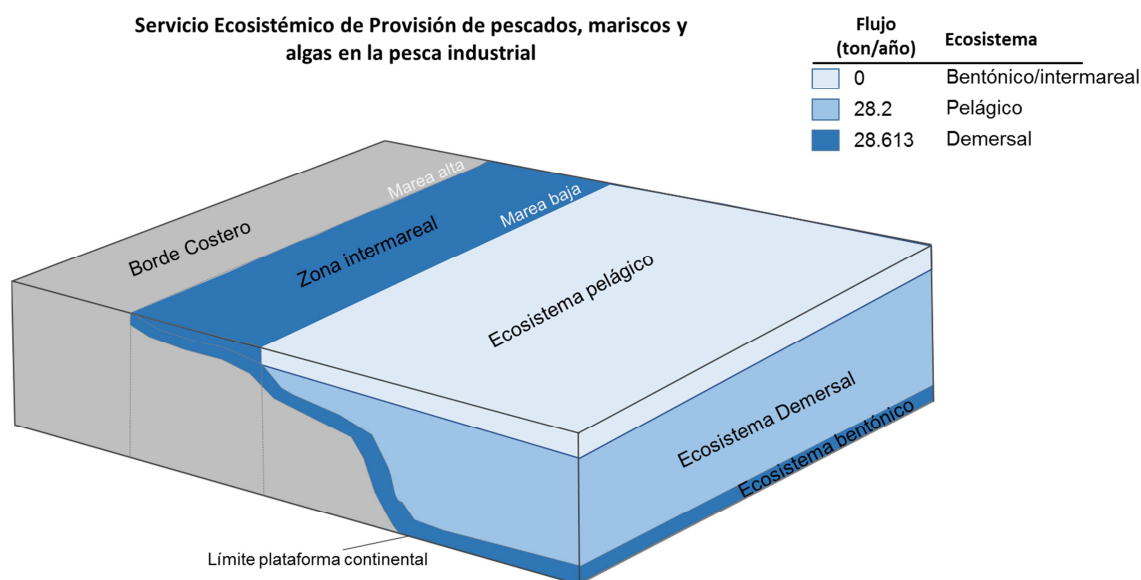 Servicio Ecosistémico de Provisión de pescados, mariscos y
algas en la pesca industrial
Flujo
(ton/año) Ecosistema
0 Bentónico/intermareal
28.2 Pelágico
28.613 Demersal
Marea alta
Marea baja
Borde Costero
Zona intermareal
Ecosistema pelágico
Ecosistema Demersal
Ecosistema bentónico
Límite plataforma continental